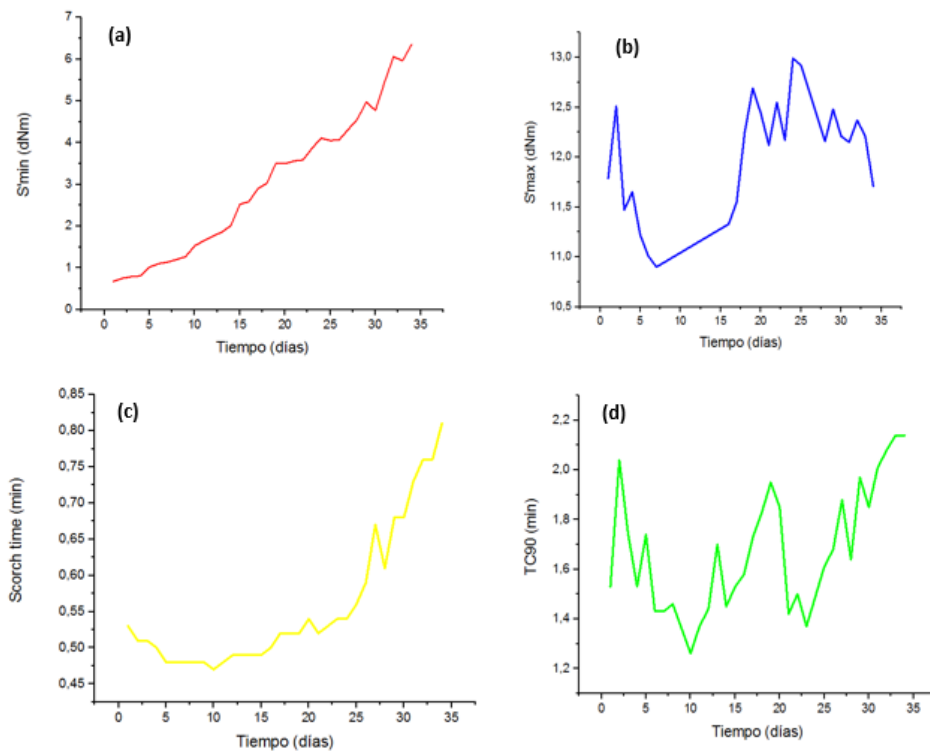 (a)
7
6
5
4
3
2
1
0
S'min (dNm)
0 5 10 15 20 25 30 35
Tiempo (días)
(b)
13,0
12,5
12,0
11,5
11,0
10,5
S'max (dNm)
0 5 10 15 20 25 30 35
Tiempo (días)
(c)
0,85
0,80
0,75
0,70
0,65
0,60
0,55
0,50
0,45
Scorch time (min)
0 5 10 15 20 25 30 35
Tiempo (días)
(d)
2,2
2,0
1,8
1,6
1,4
1,2
TC90 (min)
0 5 10 15 20 25 30 35
Tiempo (días)